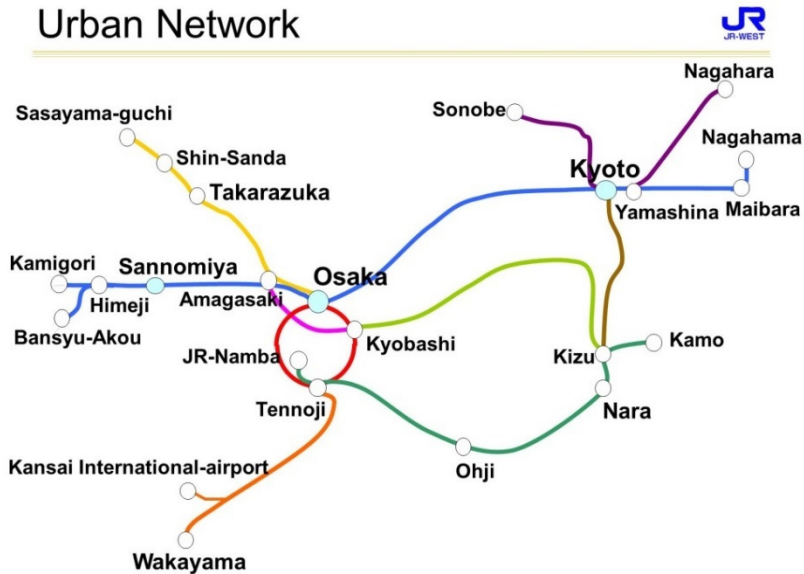 Urban Network
JR
JR-WEST
Nagahara
Sonobe
Sasayama-guchi
Nagahama
Shin-Sanda
Kyoto
Takarazuka
Yamashina
Maibara
Kamigori
Sannomiya
Osaka
Himeji
Amagasaki
Bansyu-Akou
Kyobashi
JR-Namba
Kizu
Kamo
Tennoji
Nara
Ohji
Kansai International-airport
Wakayama